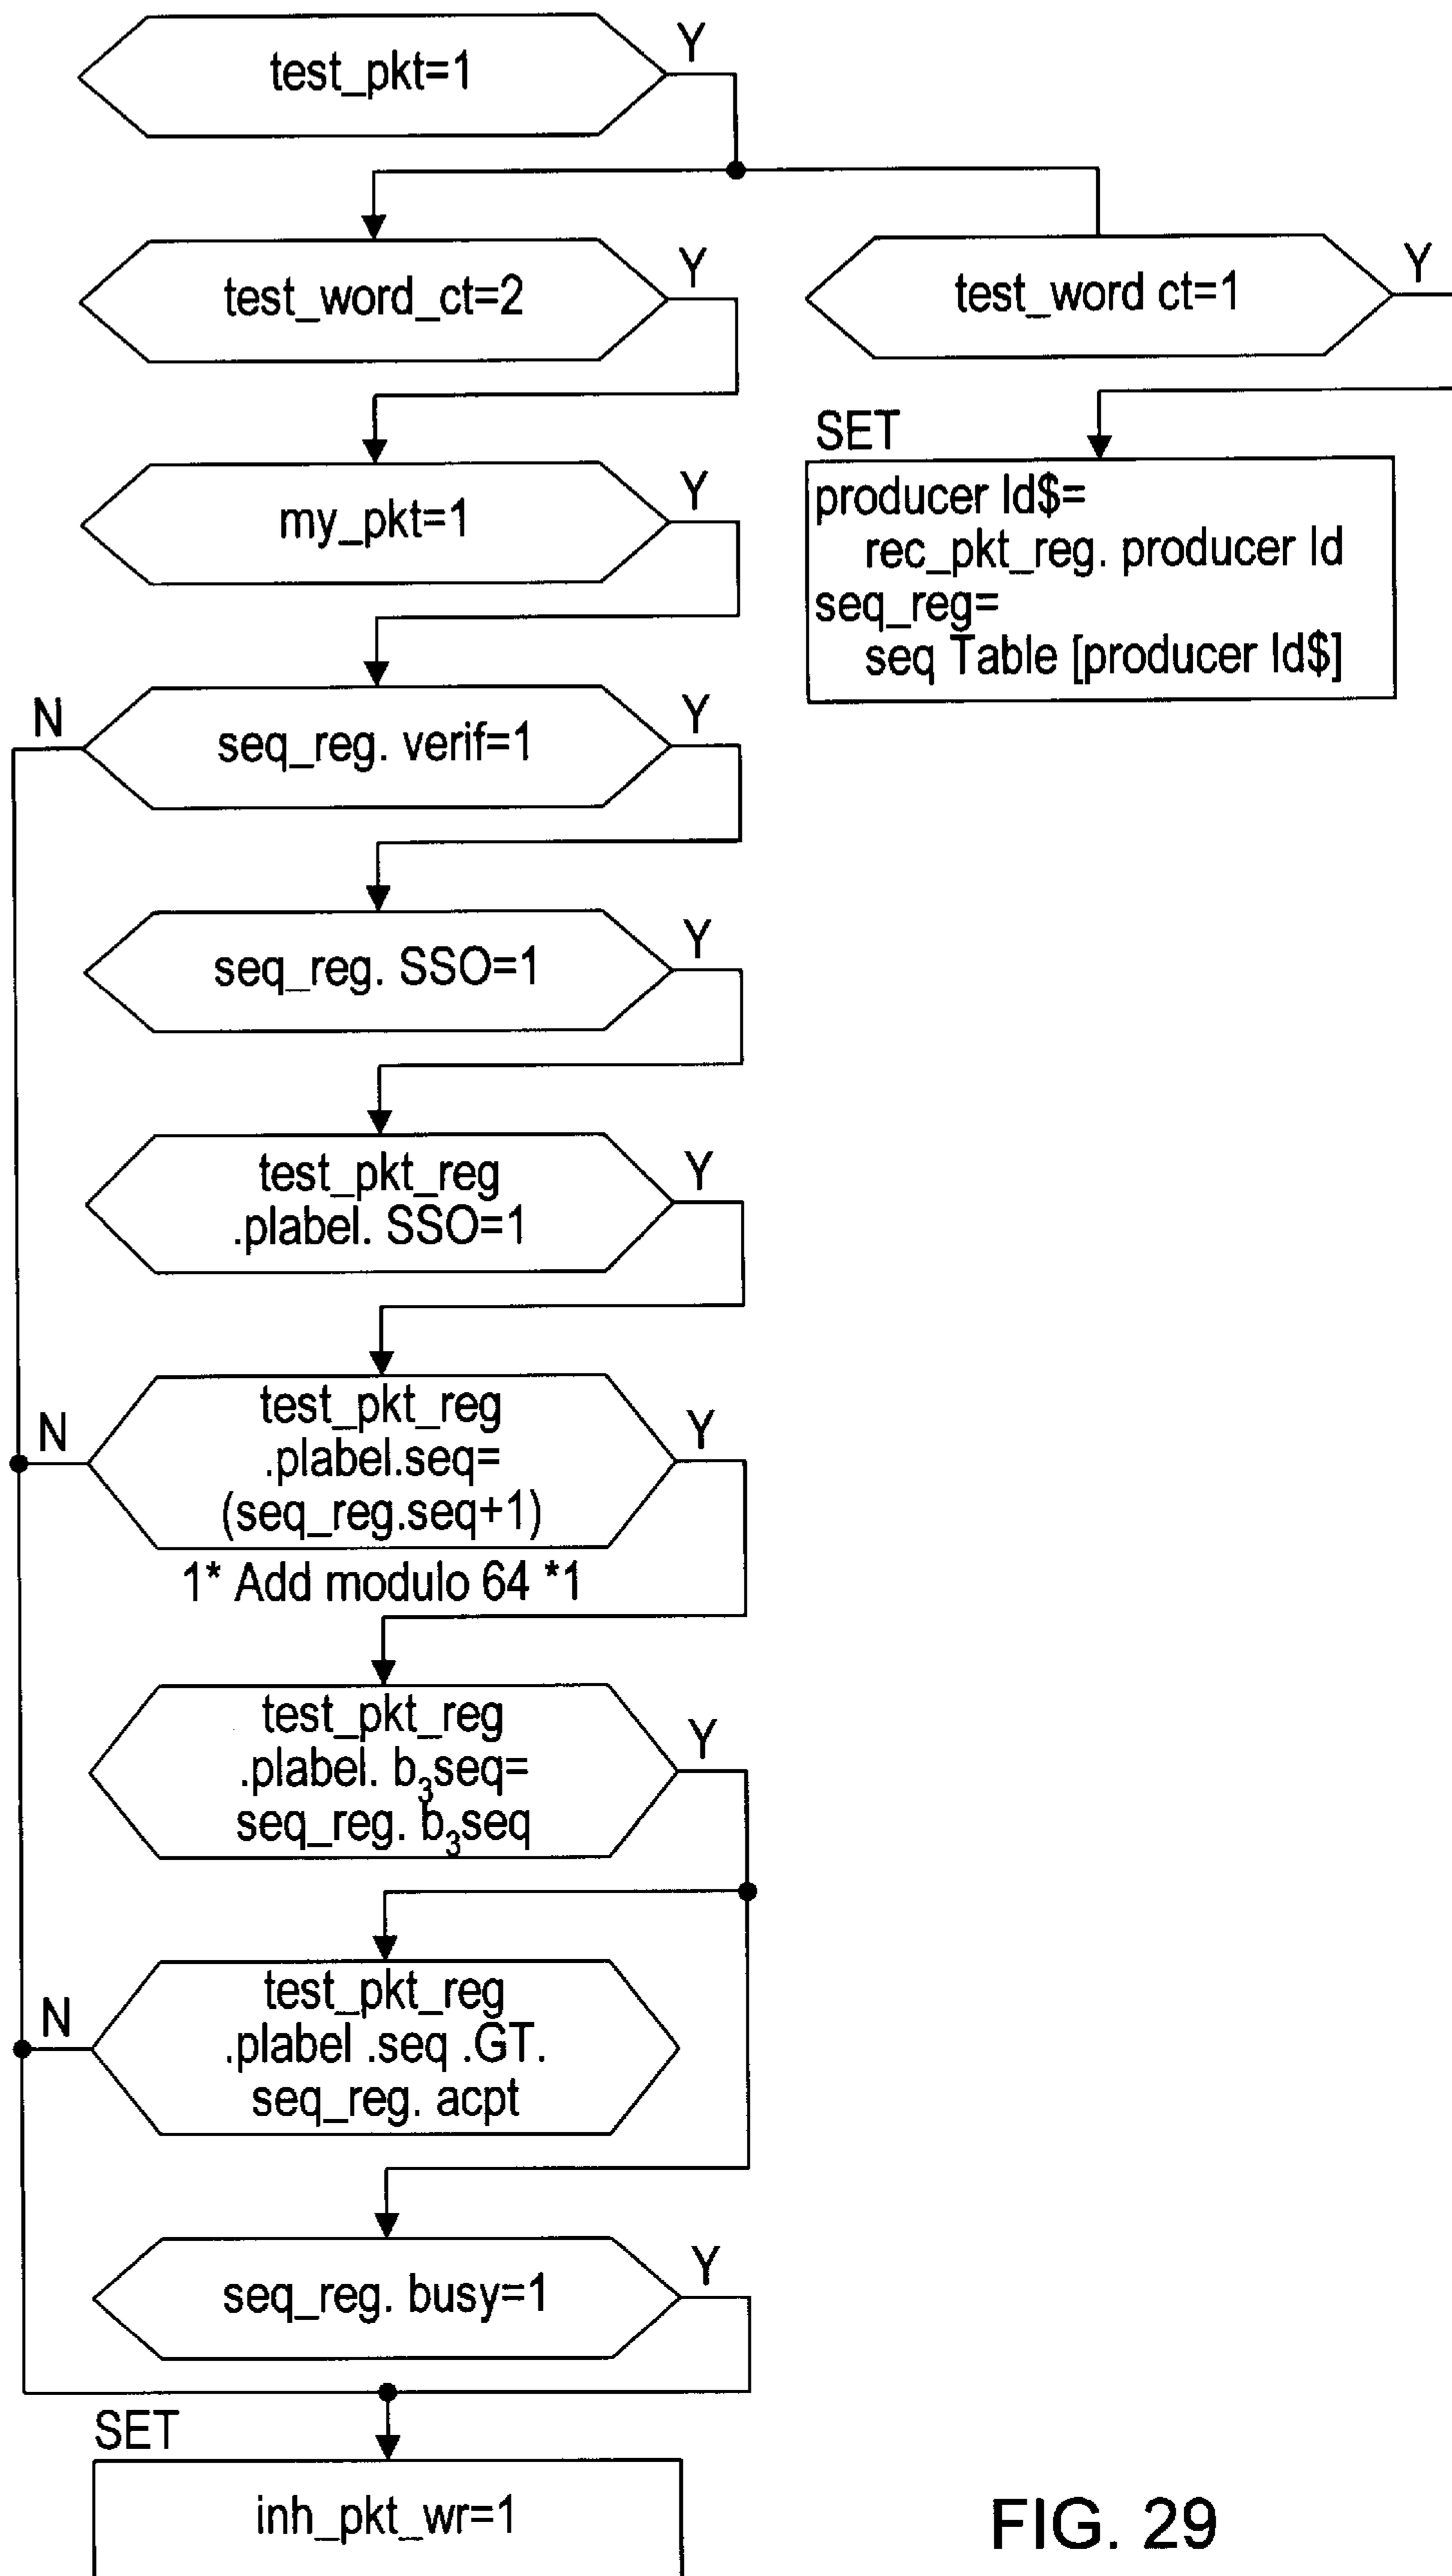 test_pkt=1
Y
test_word_ct=2
Y
test_word ct=1
Y
my_pkt=1
Y
SET
producer Id$=
rec_pkt_reg. producer Id
seq_reg=
seq Table [producer Id$]
N
seq_reg. verif=1
Y
seq_reg. SSO=1
Y
test_pkt_reg
.plabel. SSO=1
Y
N
test_pkt_reg
.plabel.seq=
(seq_reg.seq+1)
Y
1* Add modulo 64 *1
test_pkt_reg
.plabel. b₃seq=
seq_reg. b₃seq
Y
N
test_pkt_reg
.plabel .seq .GT.
seq_reg. acpt
seq_reg. busy=1
Y
SET
inh_pkt_wr=1
FIG. 29